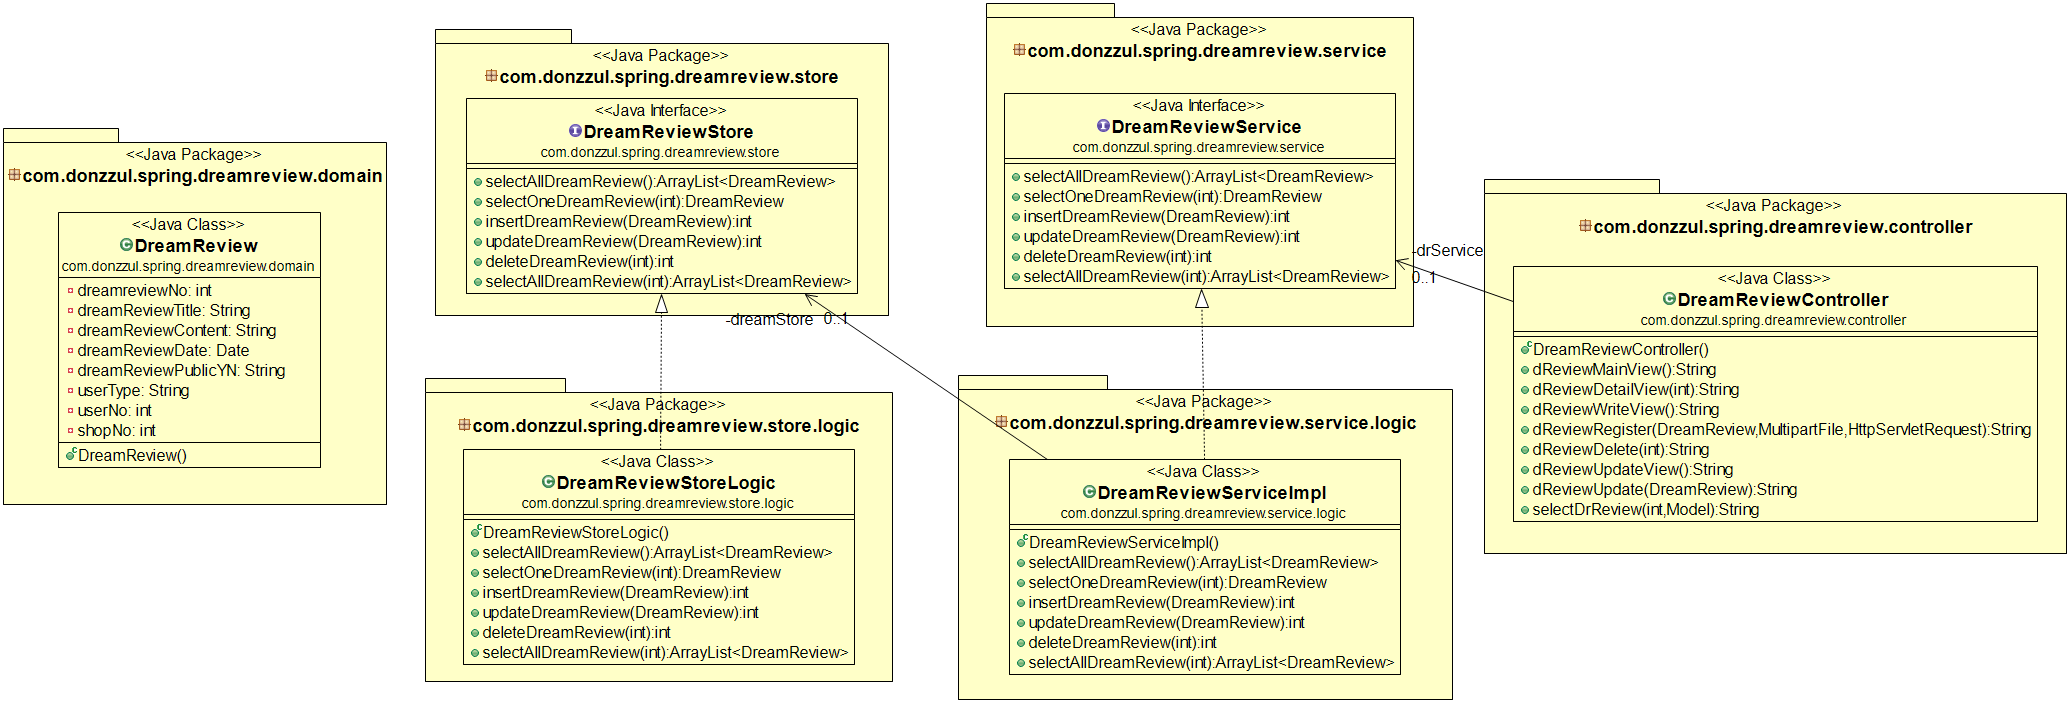 <<Java Package>>
com.donzzul.spring.dreamreview.domain
<<Java Class>>
DreamReview
com.donzzul.spring.dreamreview.domain
dreamreviewNo: int
dreamReviewTitle: String
dreamReviewContent: String
dreamReviewDate: Date
dreamReviewPublicYN: String
userType: String
userNo: int
shopNo: int
DreamReview()
<<Java Package>>
com.donzzul.spring.dreamreview.store
<<Java Interface>>
DreamReviewStore
com.donzzul.spring.dreamreview.store
selectAllDreamReview():ArrayList<DreamReview>
selectOneDreamReview(int):DreamReview
insertDreamReview(DreamReview):int
updateDreamReview(DreamReview):int
deleteDreamReview(int):int
selectAllDreamReview(int):ArrayList<DreamReview>
-dreamStore
0..1
<<Java Package>>
com.donzzul.spring.dreamreview.store.logic
<<Java Class>>
DreamReviewStoreLogic
com.donzzul.spring.dreamreview.store.logic
DreamReviewStoreLogic()
selectAllDreamReview():ArrayList<DreamReview>
selectOneDreamReview(int):DreamReview
insertDreamReview(DreamReview):int
updateDreamReview(DreamReview):int
deleteDreamReview(int):int
selectAllDreamReview(int):ArrayList<DreamReview>
<<Java Package>>
com.donzzul.spring.dreamreview.service
<<Java Interface>>
DreamReviewService
com.donzzul.spring.dreamreview.service
selectAllDreamReview():ArrayList<DreamReview>
selectOneDreamReview(int):DreamReview
insertDreamReview(DreamReview):int
updateDreamReview(DreamReview):int
deleteDreamReview(int):int
selectAllDreamReview(int):ArrayList<DreamReview>
-drService
0..1
<<Java Package>>
com.donzzul.spring.dreamreview.service.logic
<<Java Class>>
DreamReviewServiceImpl
com.donzzul.spring.dreamreview.service.logic
DreamReviewServiceImpl()
selectAllDreamReview():ArrayList<DreamReview>
selectOneDreamReview(int):DreamReview
insertDreamReview(DreamReview):int
updateDreamReview(DreamReview):int
deleteDreamReview(int):int
selectAllDreamReview(int):ArrayList<DreamReview>
<<Java Package>>
com.donzzul.spring.dreamreview.controller
<<Java Class>>
DreamReviewController
com.donzzul.spring.dreamreview.controller
DreamReviewController()
dReviewMainView():String
dReviewDetailView(int):String
dReviewWriteView():String
dReviewRegister(DreamReview,MultipartFile,HttpServletRequest):String
dReviewDelete(int):String
dReviewUpdateView():String
dReviewUpdate(DreamReview):String
selectDrReview(int,Model):String